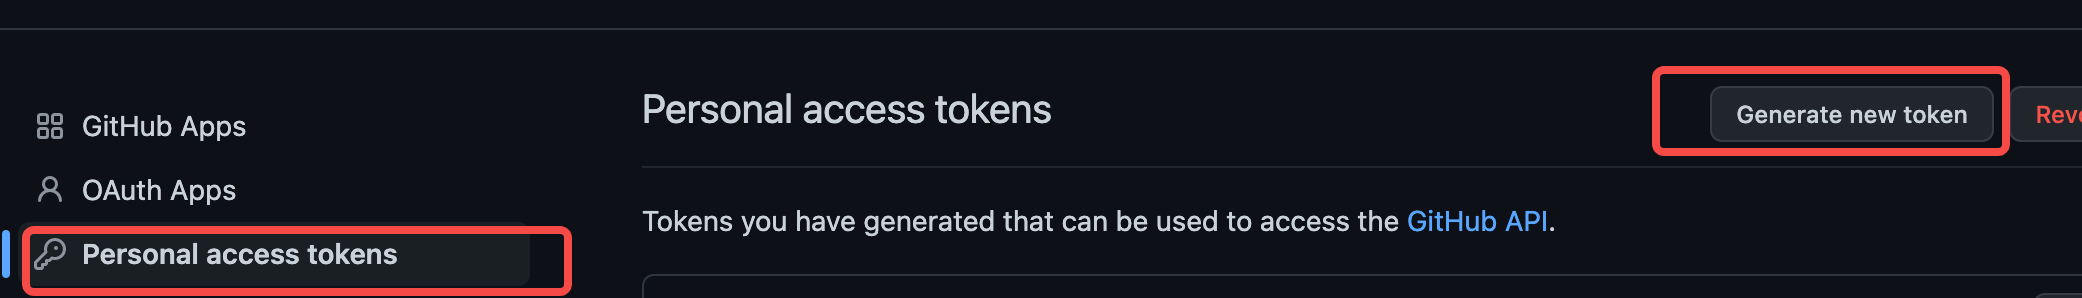 GitHub Apps
OAuth Apps
Personal access tokens
Personal access tokens
Generate new token
Tokens you have generated that can be used to access the GitHub API.